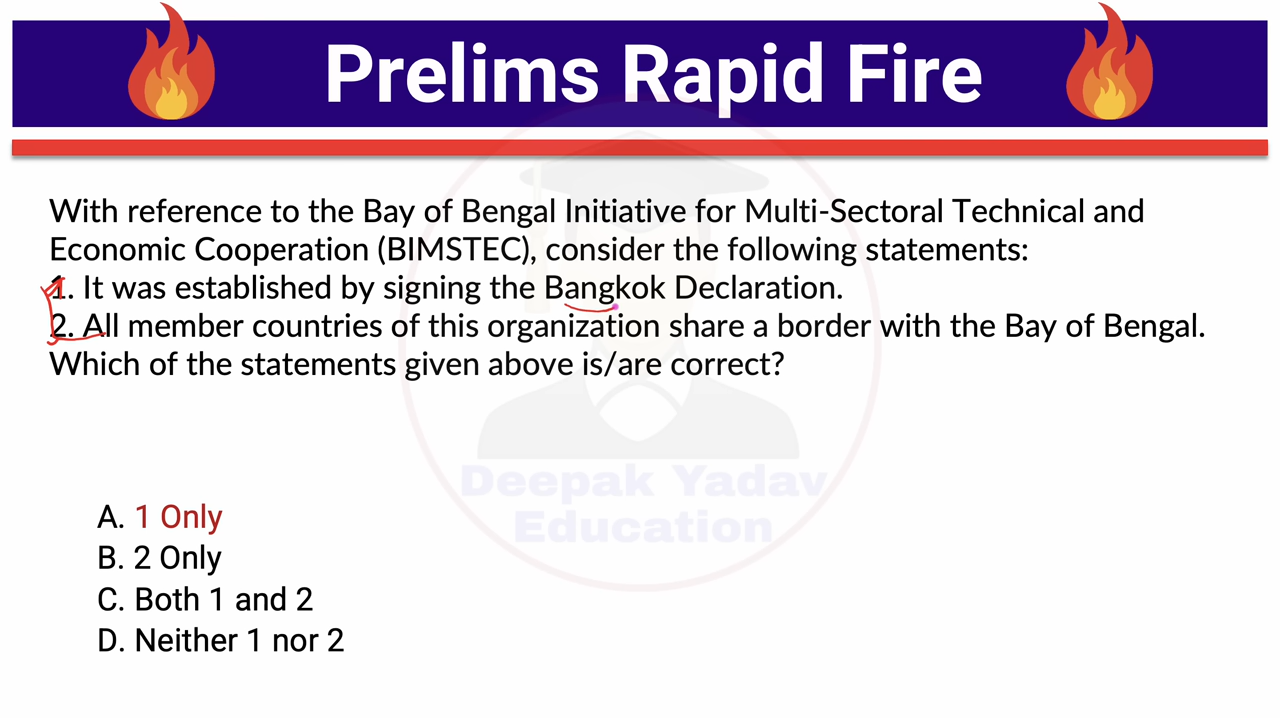 Prelims Rapid Fire
With reference to the Bay of Bengal Initiative for Multi-Sectoral Technical and
Economic Cooperation (BIMSTEC), consider the following statements:
1. It was established by signing the Bangkok Declaration.
2. All member countries of this organization share a border with the Bay of Bengal.
Which of the statements given above is/are correct?
Deepak Yadav
Education
A. 1 Only
B. 2 Only
C. Both 1 and 2
D. Neither 1 nor 2